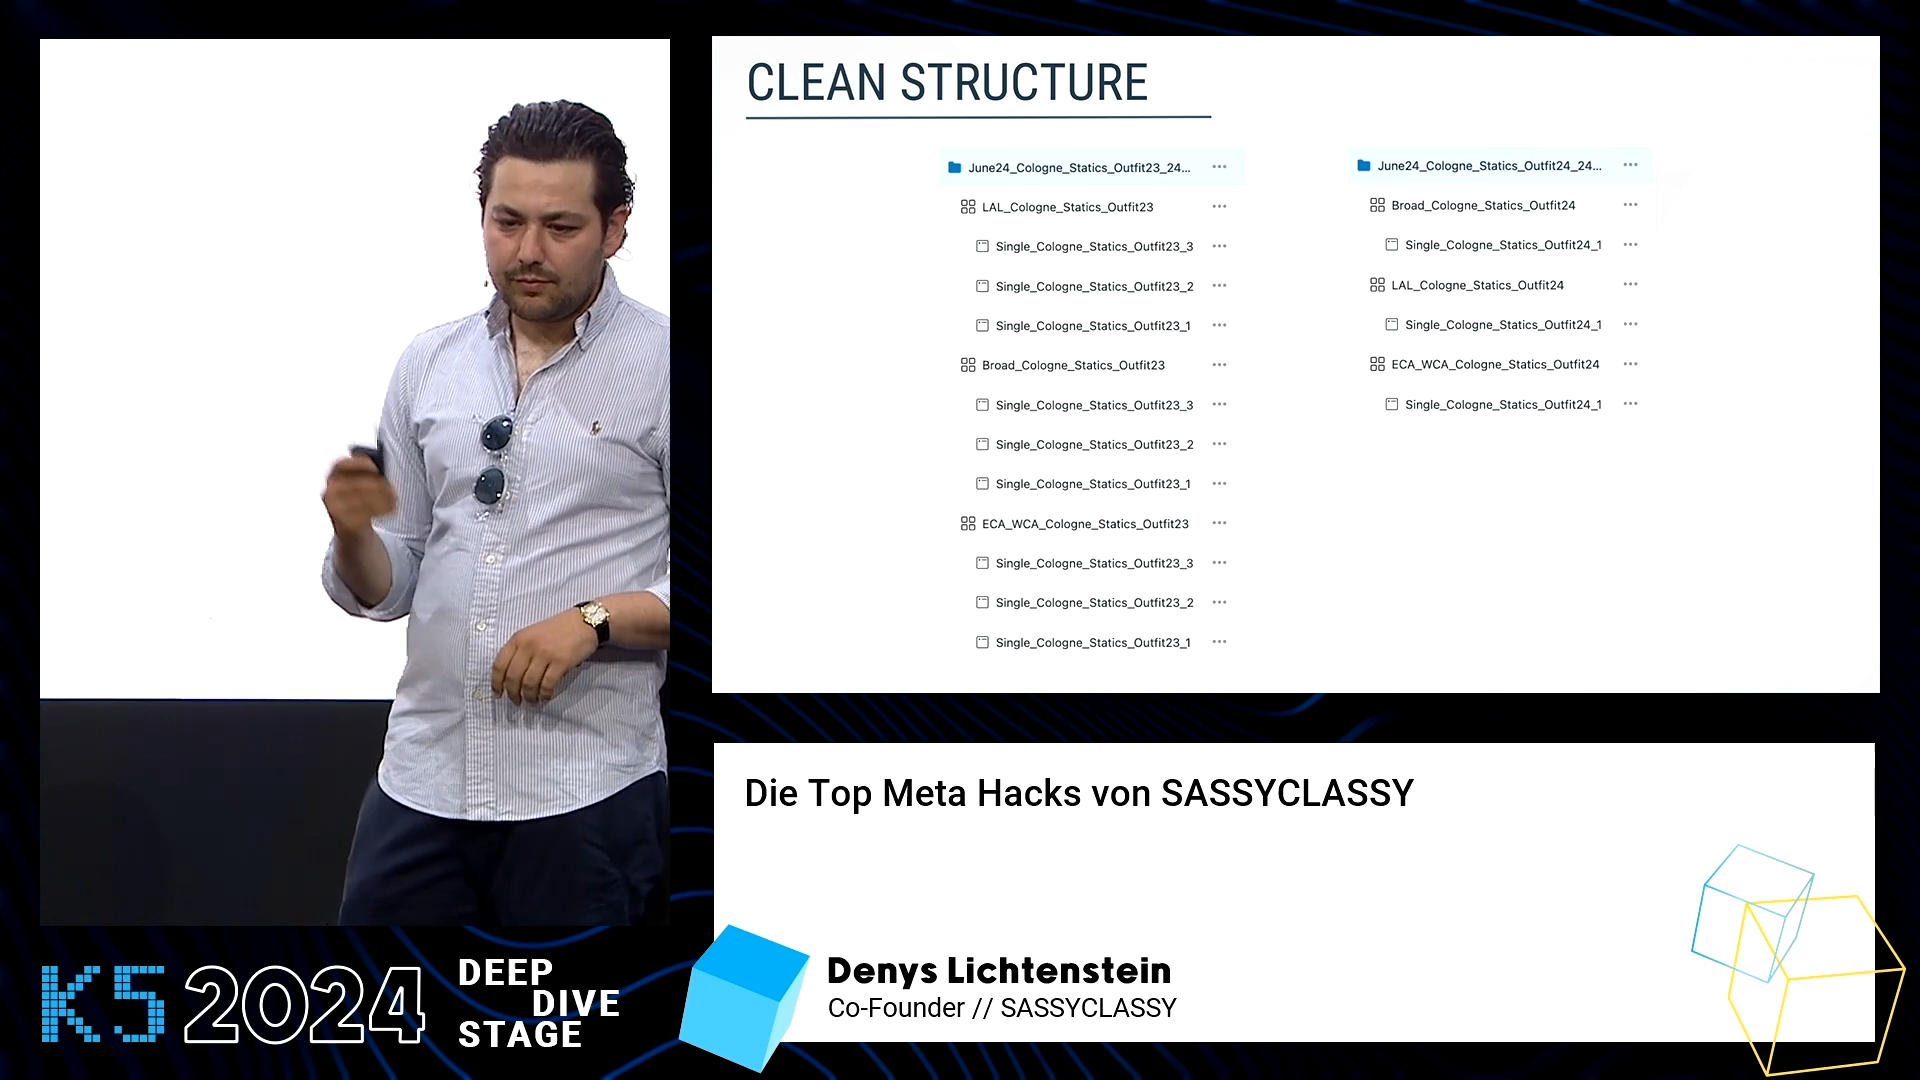 CLEAN STRUCTURE
June24_Cologne_Statics_Outfit23_24...
LAL_Cologne_Statics_Outfit23
Single_Cologne_Statics_Outfit23_3
Single_Cologne_Statics_Outfit23_2
Single_Cologne_Statics_Outfit23_1
Broad_Cologne_Statics_Outfit23
Single_Cologne_Statics_Outfit23_3
Single_Cologne_Statics_Outfit23_2
Single_Cologne_Statics_Outfit23_1
ECA_WCA_Cologne_Statics_Outfit23
Single_Cologne_Statics_Outfit23_3
Single_Cologne_Statics_Outfit23_2
Single_Cologne_Statics_Outfit23_1
June24_Cologne_Statics_Outfit24_24...
Broad_Cologne_Statics_Outfit24
Single_Cologne_Statics_Outfit24_1
LAL_Cologne_Statics_Outfit24
Single_Cologne_Statics_Outfit24_1
ECA_WCA_Cologne_Statics_Outfit24
Single_Cologne_Statics_Outfit24_1
Die Top Meta Hacks von SASSYCLASSY
Denys Lichtenstein
Co-Founder // SASSYCLASSY
K5 2024
DEEP
DIVE
STAGE